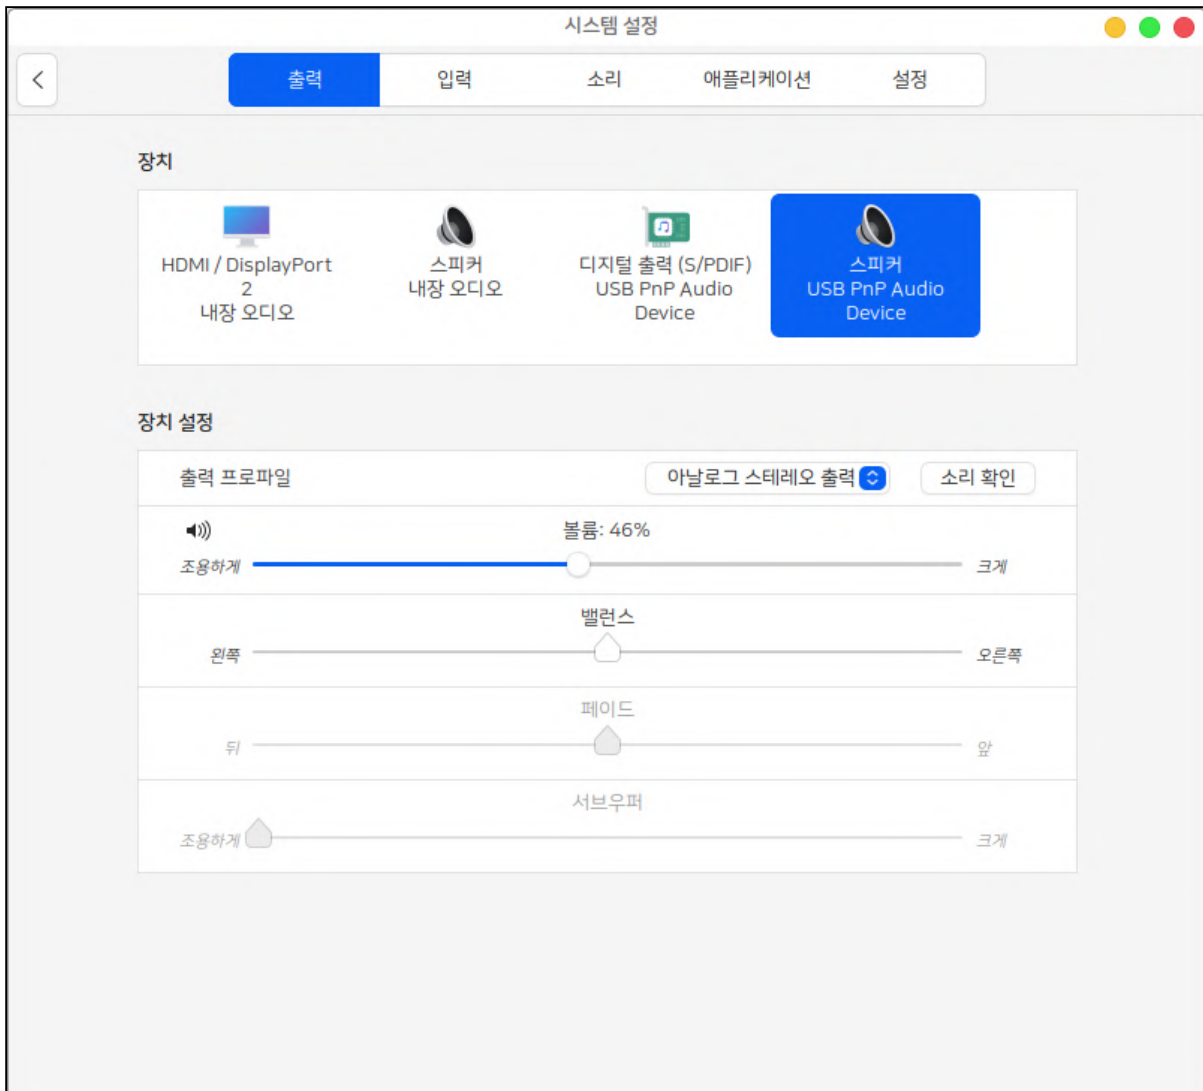 시스템 설정
출력 입력 소리 애플리케이션 설정
장치
HDMI / DisplayPort
2
내장 오디오
스피커
내장 오디오
디지털 출력 (S/PDIF)
USB PnP Audio
Device
스피커
USB PnP Audio
Device
장치 설정
출력 프로파일 아날로그 스테레오 출력 소리 확인
볼륨: 46%
조용하게 크게
밸런스
왼쪽 오른쪽
페이드
뒤 앞
서브우퍼
조용하게 크게